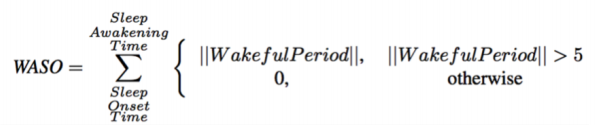 Sleep
Awakening
Time
WASO = ∑ { ||WakefulPeriod||, ||WakefulPeriod|| > 5
0, otherwise
Sleep
Onset
Time